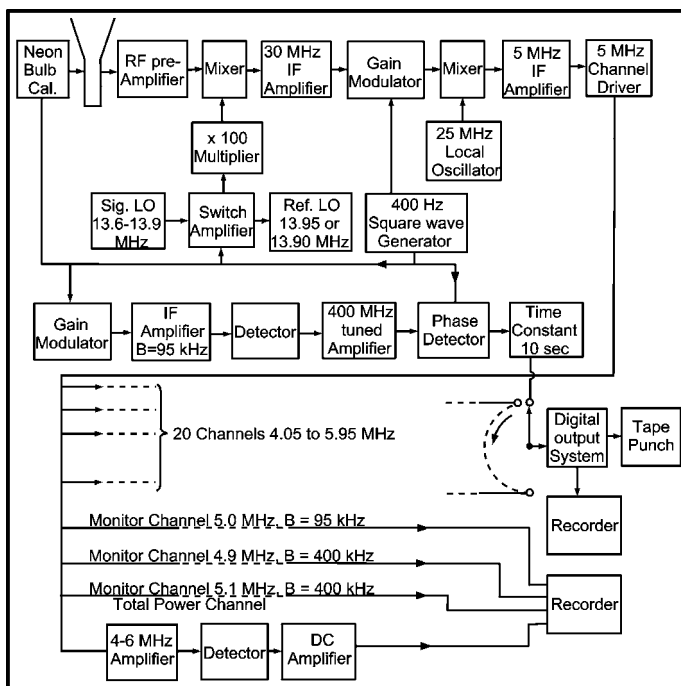 Neon
Bulb
Cal.
RF pre-
Amplifier
Mixer
30 MHz
IF
Amplifier
Gain
Modulator
Mixer
5 MHz
IF
Amplifier
5 MHz
Channel
Driver
x 100
Multiplier
25 MHz
Local
Oscillator
Sig. LO
13.6-13.9
MHz
Switch
Amplifier
Ref. LO
13.95 or
13.90 MHz
400 Hz
Square wave
Generator
Gain
Modulator
IF
Amplifier
B=95 kHz
Detector
400 MHz
tuned
Amplifier
Phase
Detector
Time
Constant
10 sec
20 Channels 4.05 to 5.95 MHz
Digital
output
System
Tape
Punch
Recorder
Monitor Channel 5.0 MHz, B = 95 kHz
Monitor Channel 4.9 MHz, B = 400 kHz
Monitor Channel 5.1 MHz, B = 400 kHz
Total Power Channel
Recorder
4-6 MHz
Amplifier
Detector
DC
Amplifier